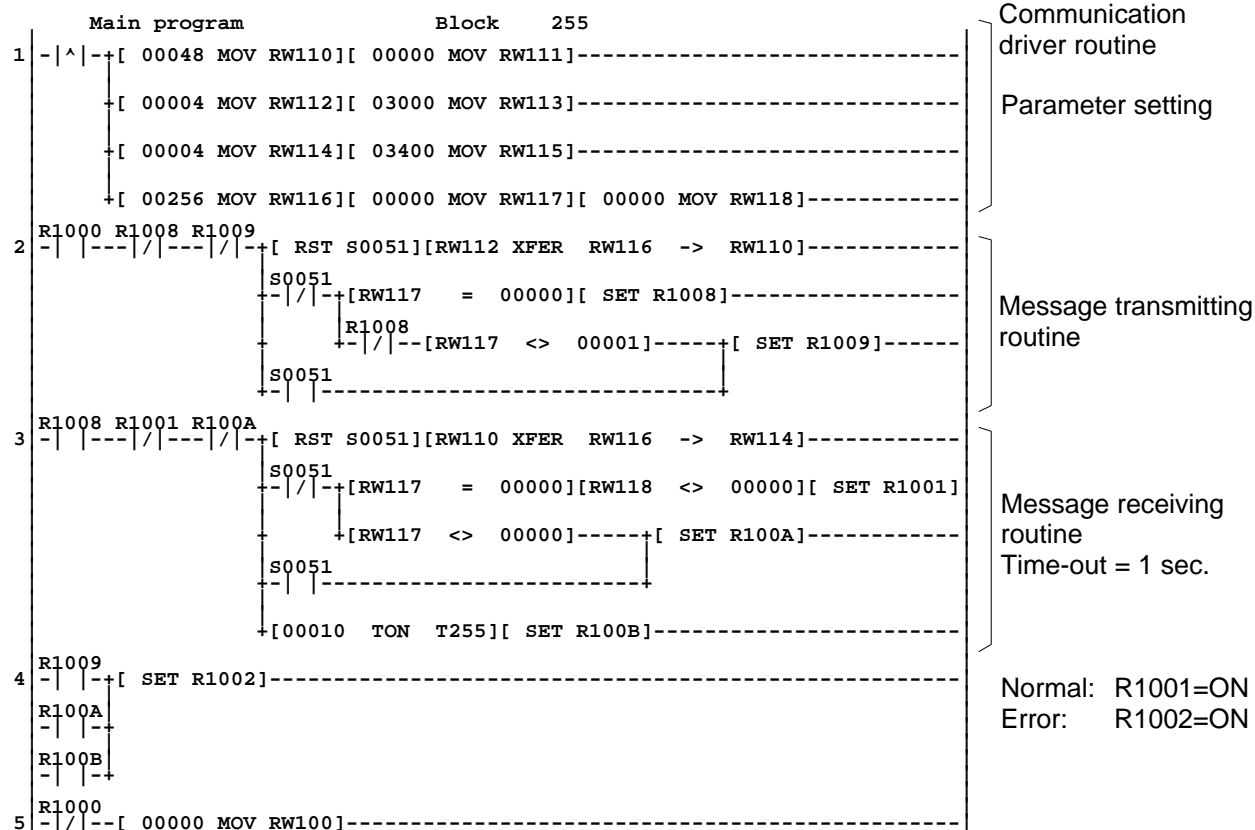 Main program Block 255
Communication
driver routine
1 -|^|-+[ 00048 MOV RW110][ 00000 MOV RW111]-----------------------------
+[ 00004 MOV RW112][ 03000 MOV RW113]-----------------------------
Parameter setting
+[ 00004 MOV RW114][ 03400 MOV RW115]-----------------------------
+[ 00256 MOV RW116][ 00000 MOV RW117][ 00000 MOV RW118]------------
R1000 R1008 R1009
2 -| |---|/|---|/|-+[ RST S0051][RW112 XFER RW116 -> RW110]------------
S0051
+-|/|-+[RW117 = 00000][ SET R1008]-----------------
Message transmitting
routine
R1008
+-|/|--[RW117 <> 00001]-----+[ SET R1009]------
S0051
+-| |------------------------------+
R1008 R1001 R100A
3 -| |---|/|---|/|-+[ RST S0051][RW110 XFER RW116 -> RW114]------------
S0051
+-|/|-+[RW117 = 00000][RW118 <> 00000][ SET R1001]
Message receiving
routine
Time-out = 1 sec.
+[RW117 <> 00000]-----+[ SET R100A]------------
S0051
+-| |-------------------------+
+[00010 TON T255][ SET R100B]-----------------------
R1009
4 -| |-+[ SET R1002]----------------------------------------------------
Normal: R1001=ON
Error: R1002=ON
R100A
-| |-+
R100B
-| |-+
R1000
5 -|/|--[ 00000 MOV RW100]----------------------------------------------